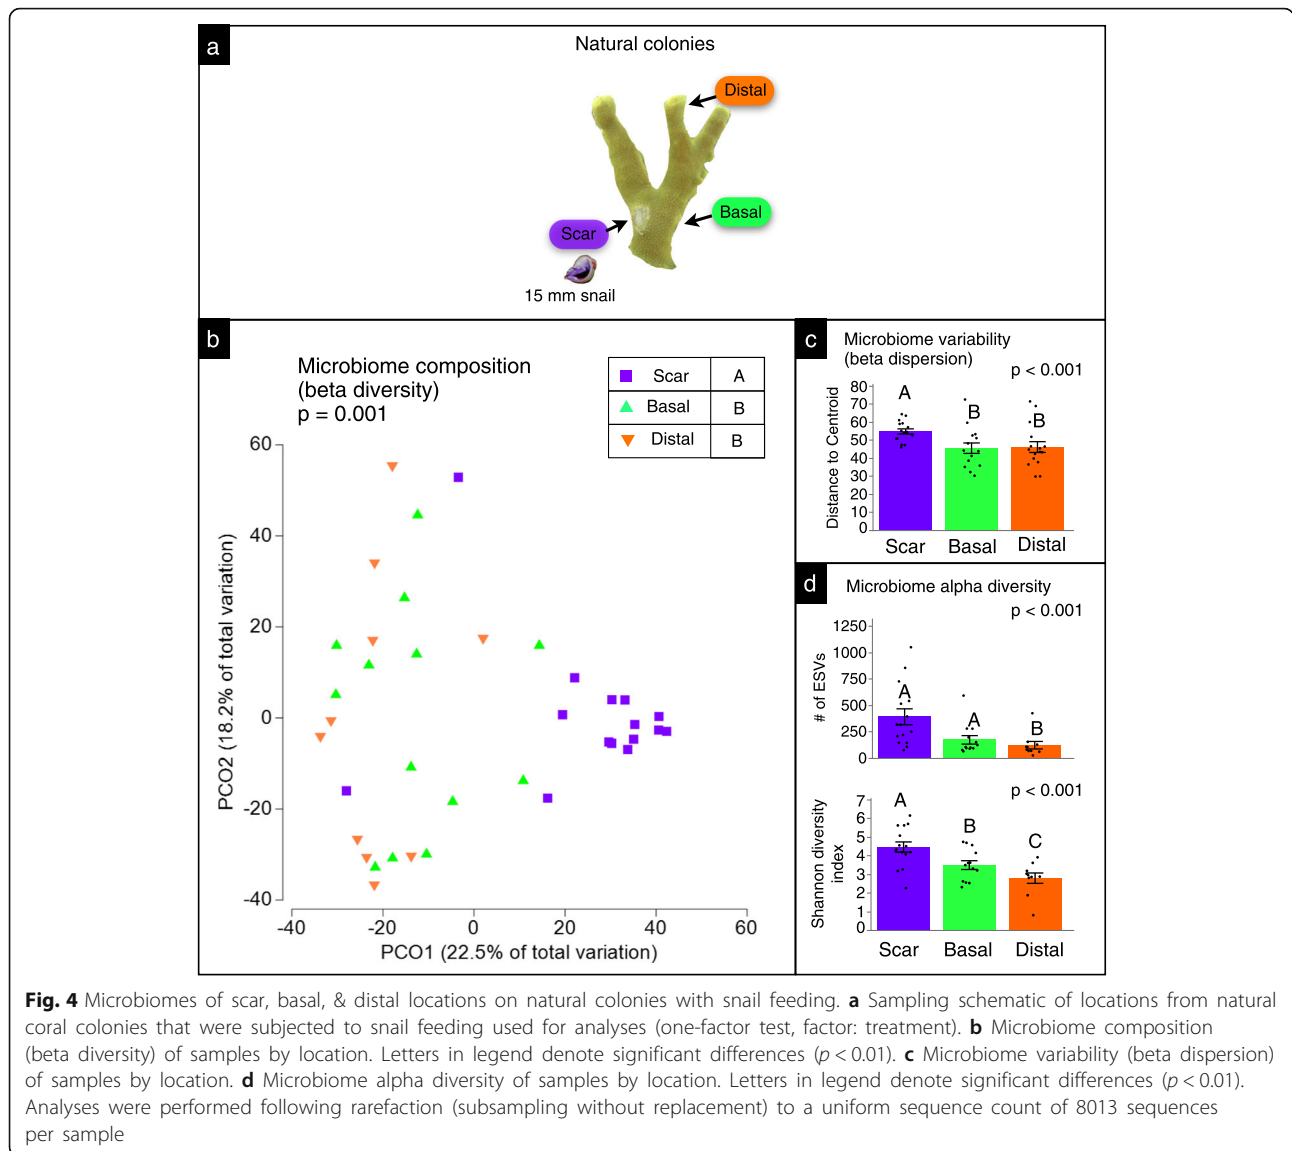 a
Natural colonies
Distal
Basal
Scar
15 mm snail
b
Microbiome composition
(beta diversity)
p = 0.001
Scar A
Basal B
Distal B
60
40
20
0
-20
-40
PCO2 (18.2% of total variation)
-40 -20 0 20 40 60
PCO1 (22.5% of total variation)
c
Microbiome variability
(beta dispersion)
p < 0.001
Distance to Centroid
80
70
60
50
40
30
20
10
0
A
B
B
Scar Basal Distal
d
Microbiome alpha diversity
p < 0.001
# of ESVs
1250
1000
750
500
250
0
A
A
B
p < 0.001
Shannon diversity
index
7
6
5
4
3
2
1
0
A
B
C
Scar Basal Distal
Fig. 4 Microbiomes of scar, basal, & distal locations on natural colonies with snail feeding. a Sampling schematic of locations from natural
coral colonies that were subjected to snail feeding used for analyses (one-factor test, factor: treatment). b Microbiome composition
(beta diversity) of samples by location. Letters in legend denote significant differences (p < 0.01). c Microbiome variability (beta dispersion)
of samples by location. d Microbiome alpha diversity of samples by location. Letters in legend denote significant differences (p < 0.01).
Analyses were performed following rarefaction (subsampling without replacement) to a uniform sequence count of 8013 sequences
per sample